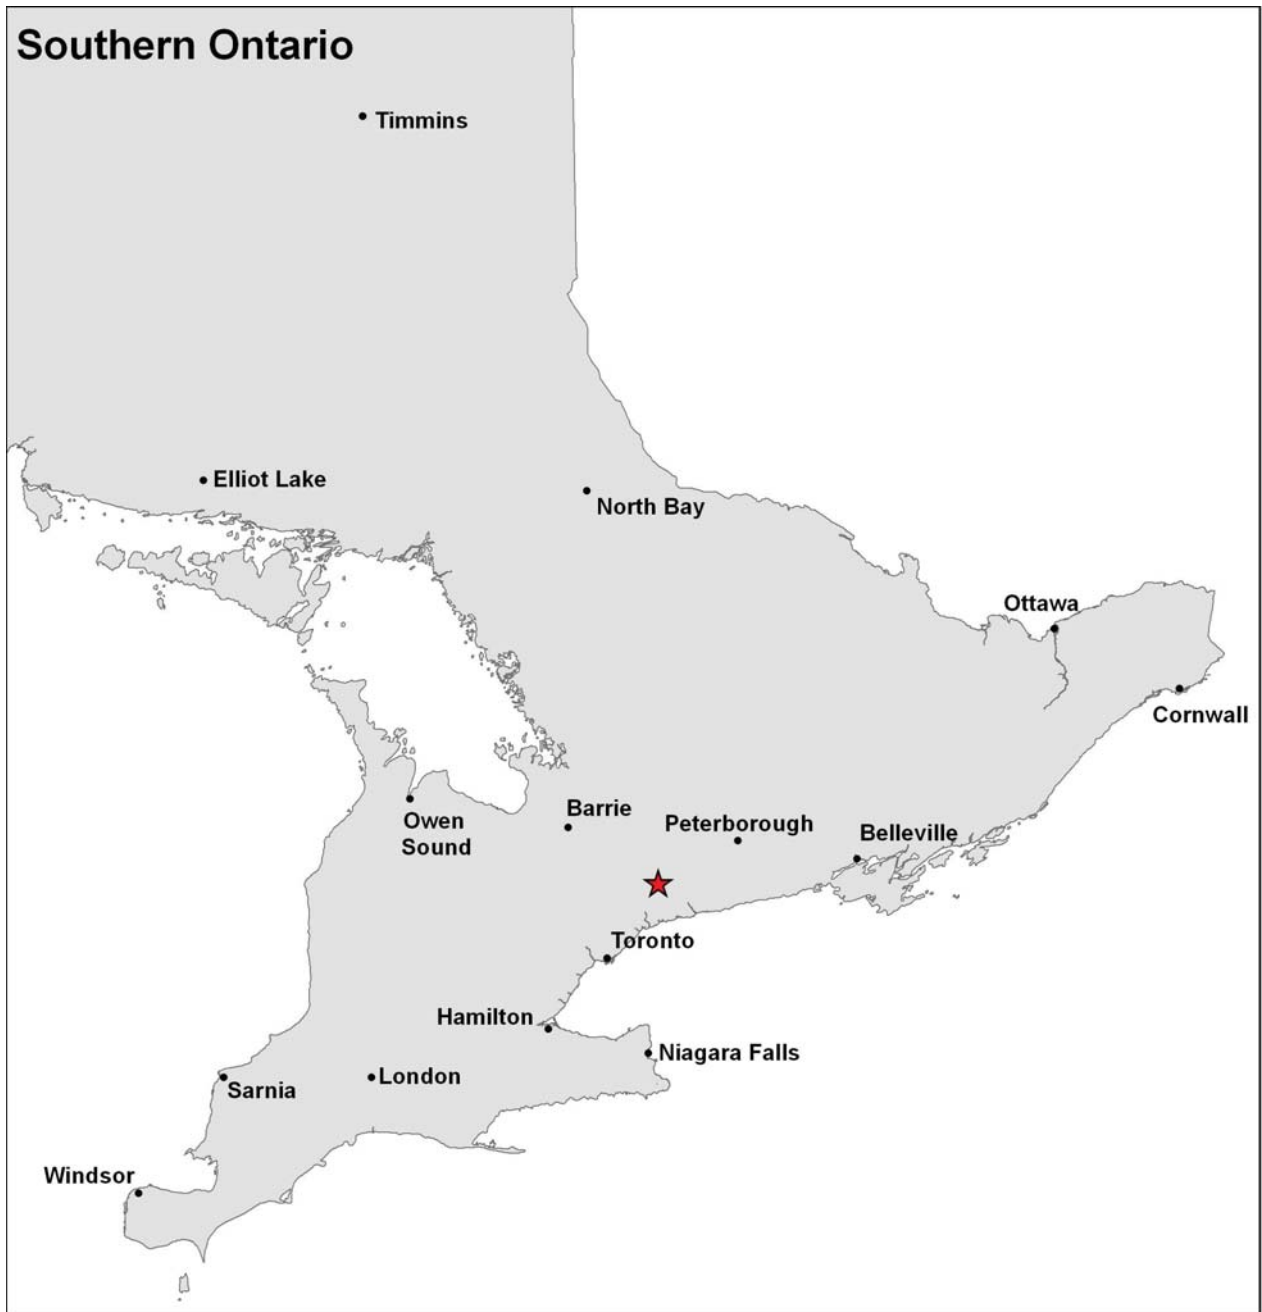 Southern Ontario
Timmins
Elliot Lake
North Bay
Ottawa
Cornwall
Owen
Sound
Barrie
Peterborough
Belleville
Toronto
Hamilton
Niagara Falls
Sarnia
London
Windsor